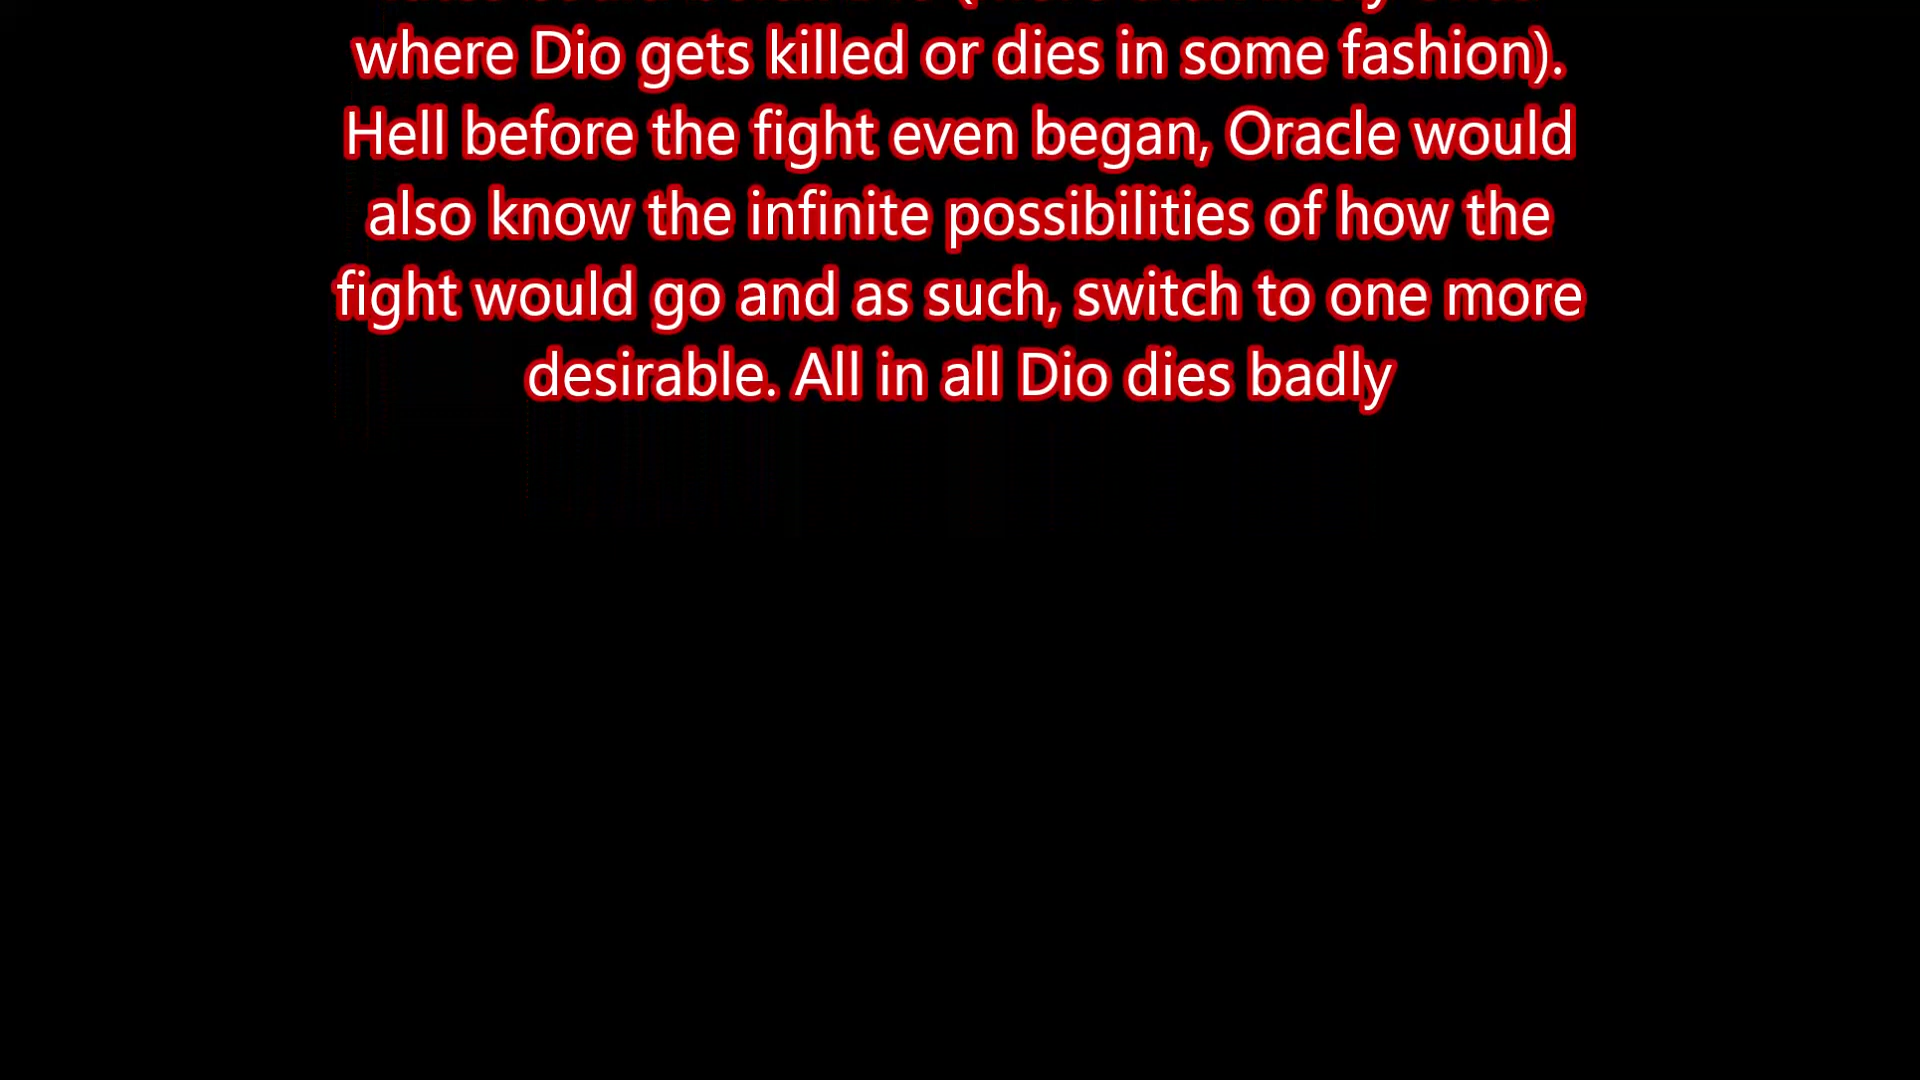 where Dio gets killed or dies in some fashion).
Hell before the fight even began, Oracle would
also know the infinite possibilities of how the
fight would go and as such, switch to one more
desirable. All in all Dio dies badly